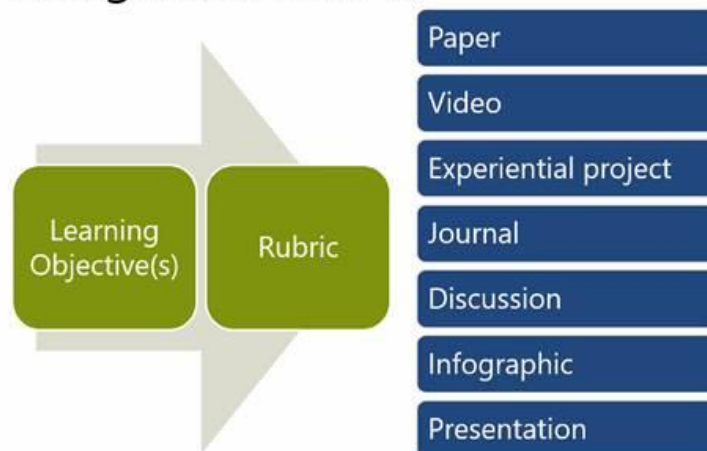 Learning
Objective(s)
Rubric
Paper
Video
Experiential project
Journal
Discussion
Infographic
Presentation